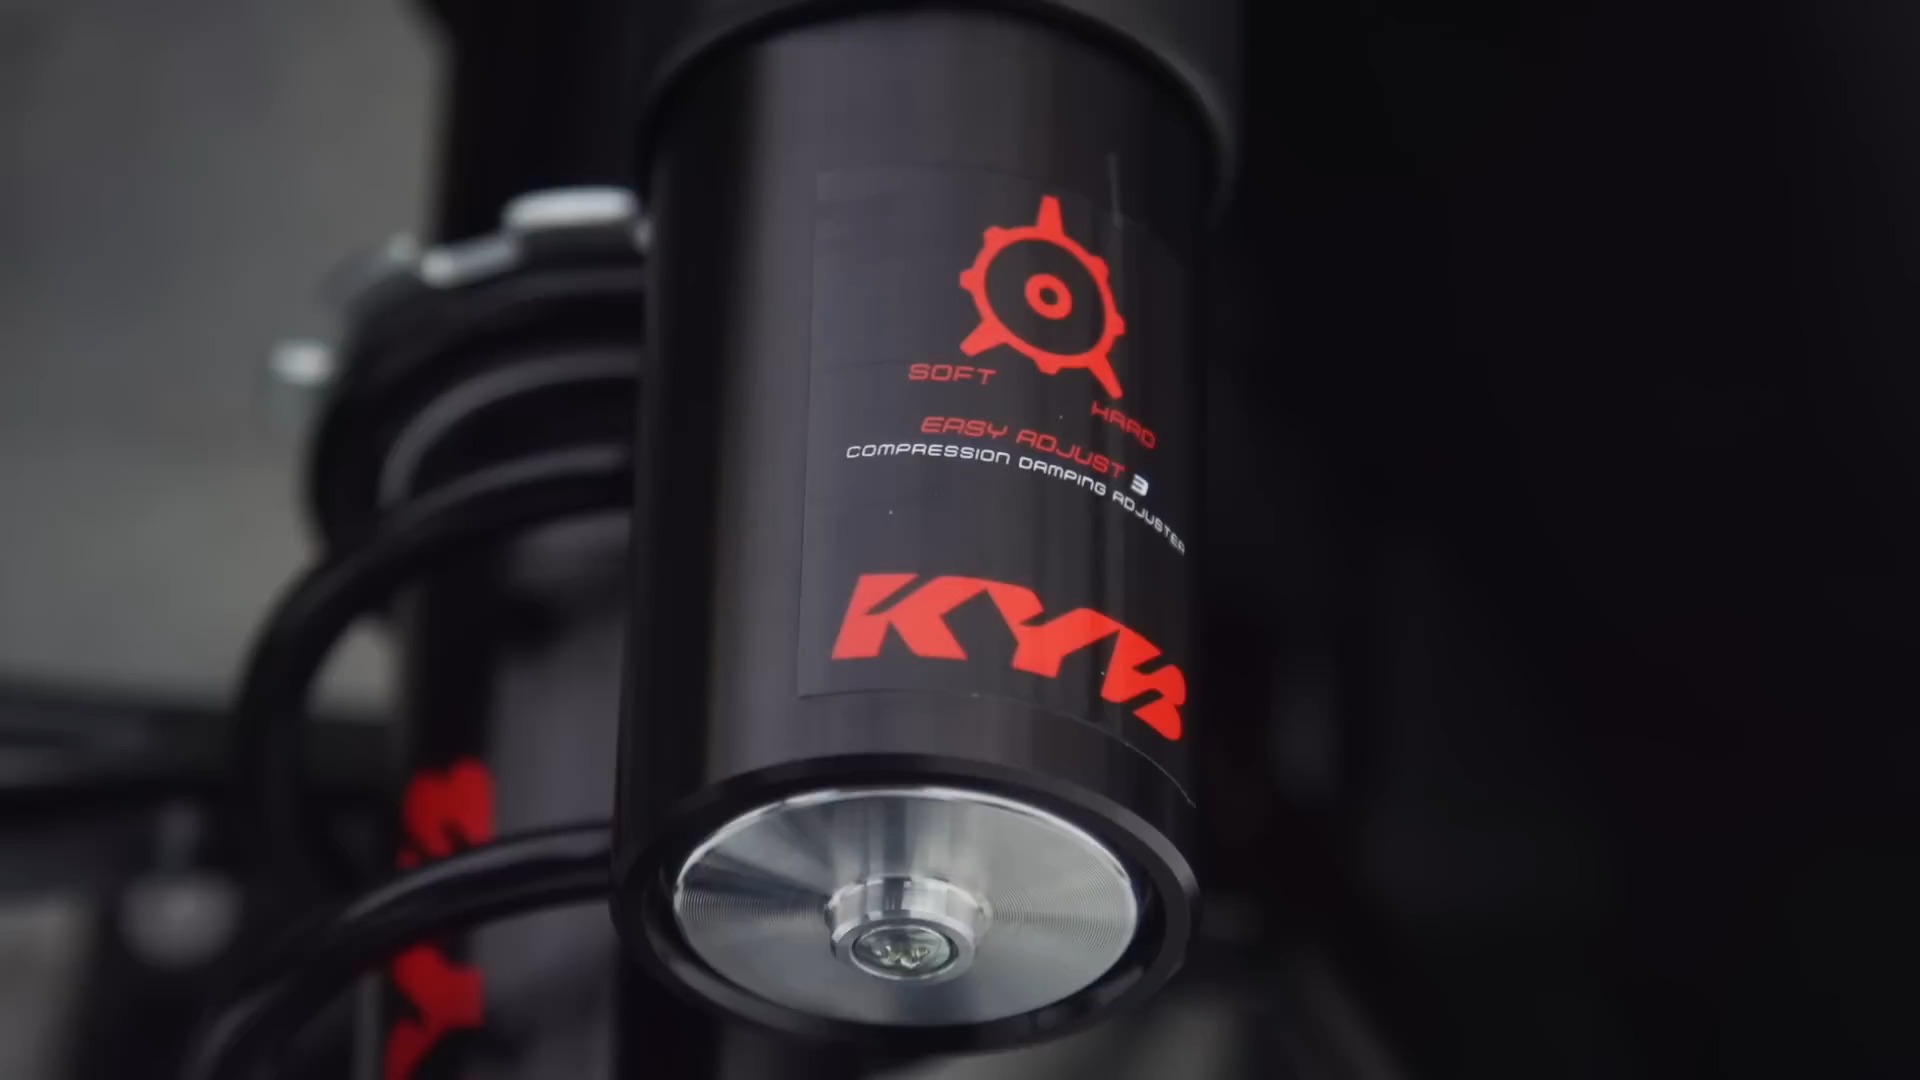 SOFT
HARD
EASY ADJUST 3
COMPRESSION DAMPING ADJUSTER
KYB